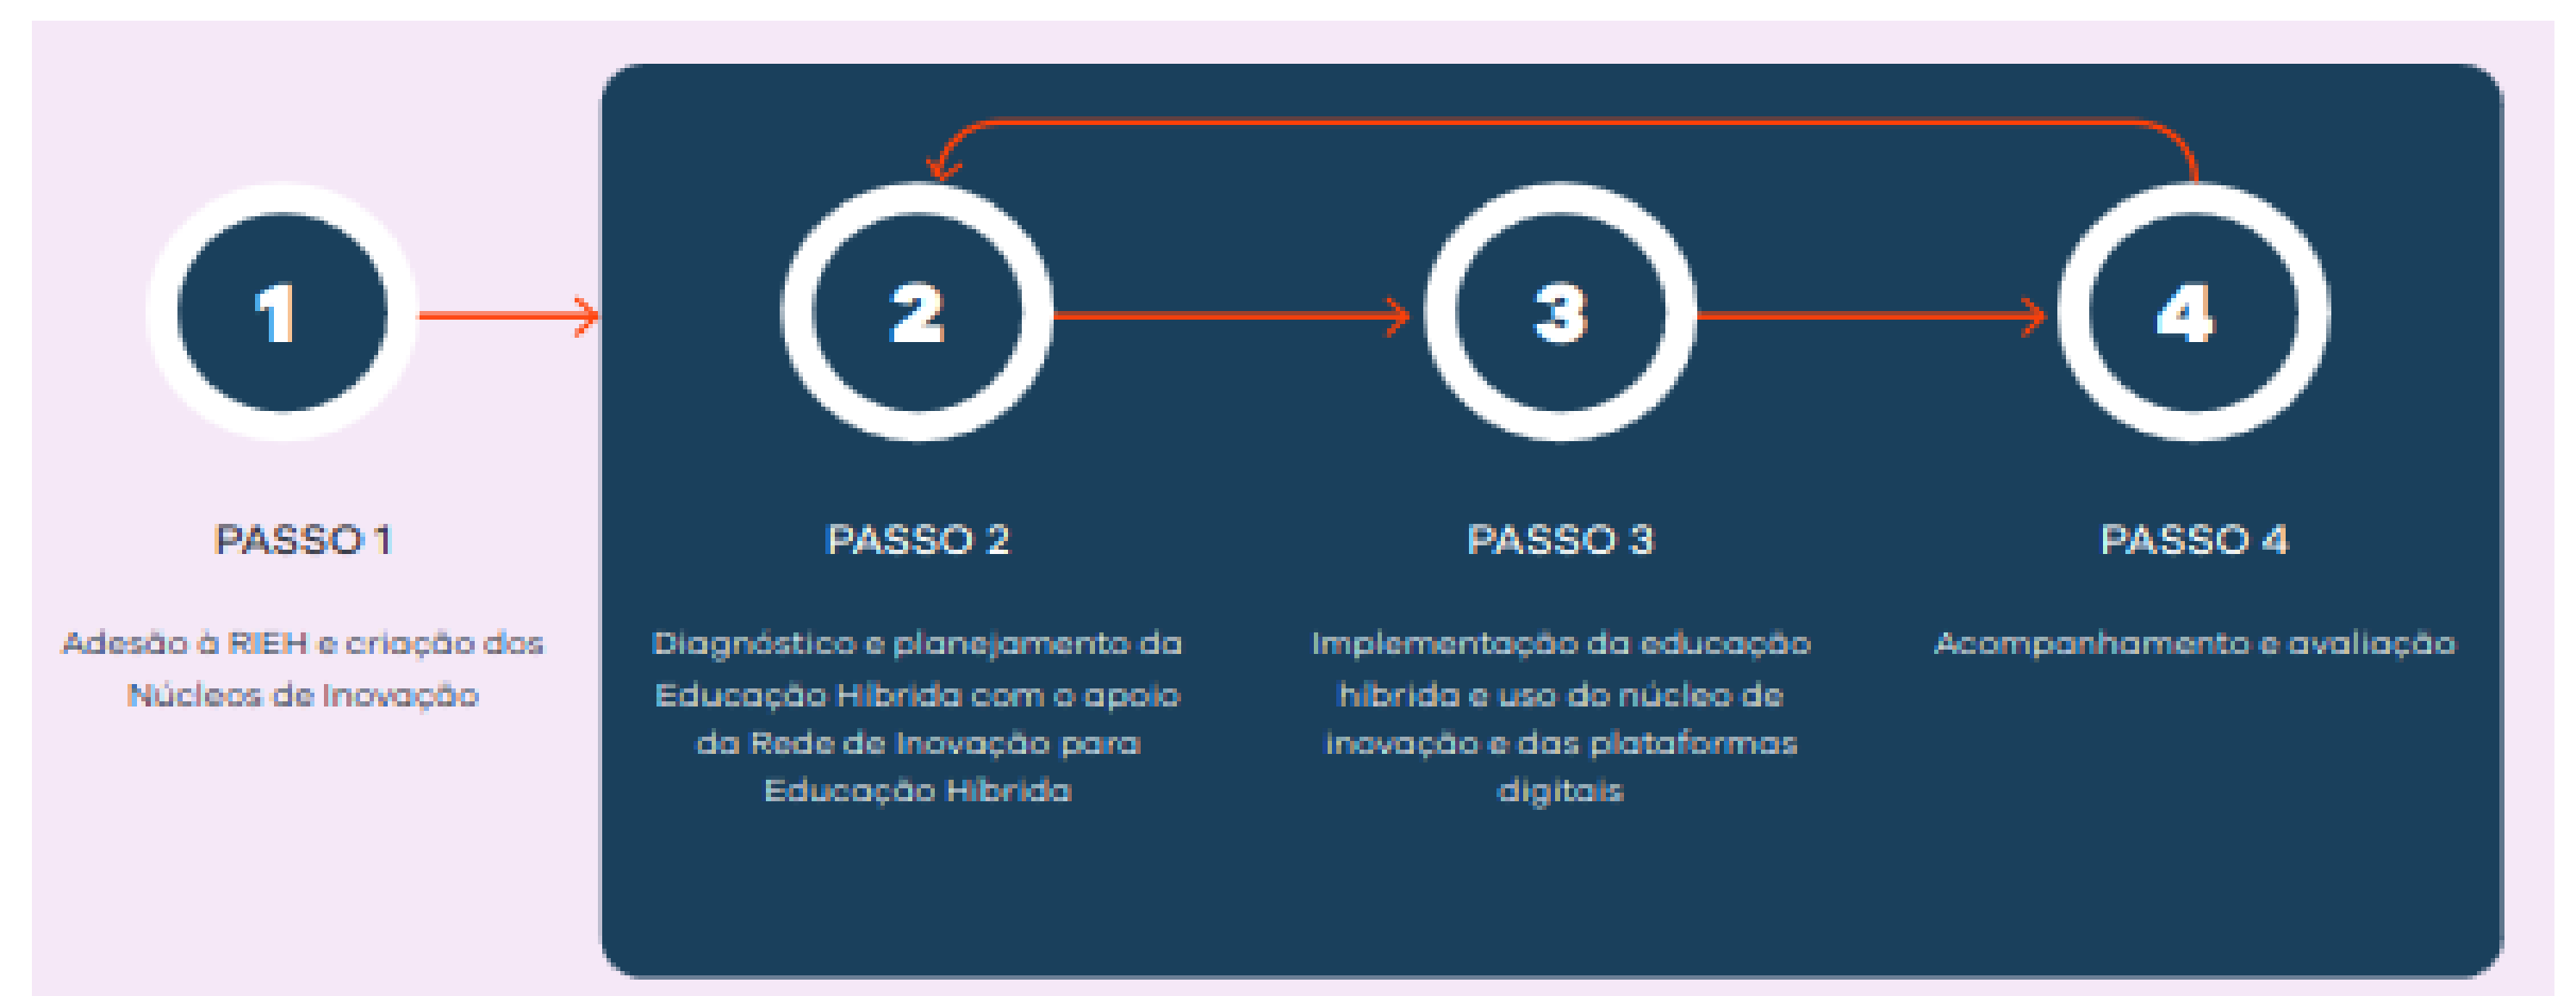 1
2
3
4
PASSO 1
Adesão à RIEH e criação dos
Núcleos de Inovação
PASSO 2
Diagnóstico e planejamento da
Educação Híbrida com o apoio
da Rede de Inovação para
Educação Híbrida
PASSO 3
Implementação da educação
híbrida e uso do núcleo de
inovação e das plataformas
digitais
PASSO 4
Acompanhamento e avaliação